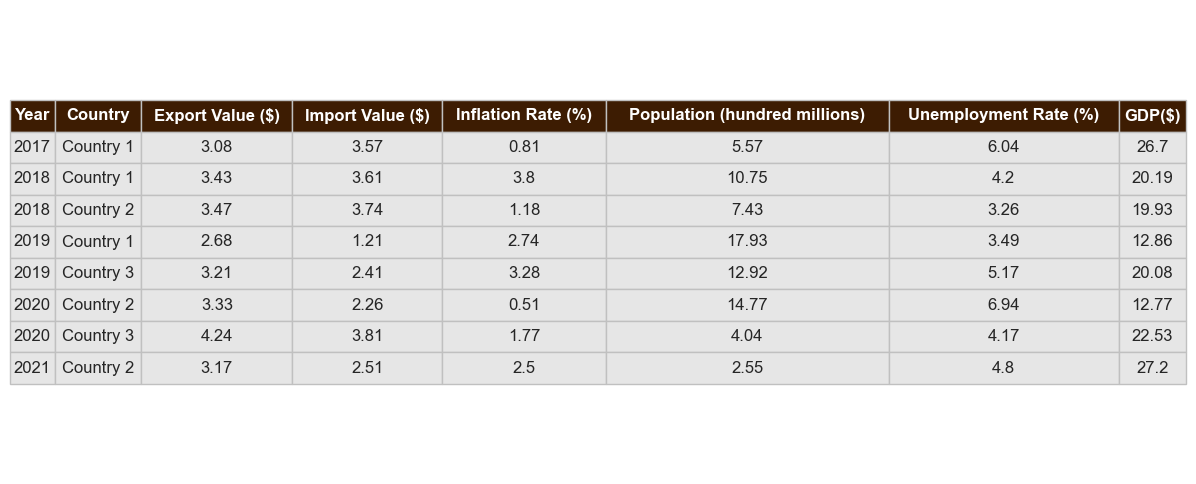 Year Country Export Value ($) Import Value ($) Inflation Rate (%) Population (hundred millions) Unemployment Rate (%) GDP($)
2017 Country 1 3.08 3.57 0.81 5.57 6.04 26.7
2018 Country 1 3.43 3.61 3.8 10.75 4.2 20.19
2018 Country 2 3.47 3.74 1.18 7.43 3.26 19.93
2019 Country 1 2.68 1.21 2.74 17.93 3.49 12.86
2019 Country 3 3.21 2.41 3.28 12.92 5.17 20.08
2020 Country 2 3.33 2.26 0.51 14.77 6.94 12.77
2020 Country 3 4.24 3.81 1.77 4.04 4.17 22.53
2021 Country 2 3.17 2.51 2.5 2.55 4.8 27.2